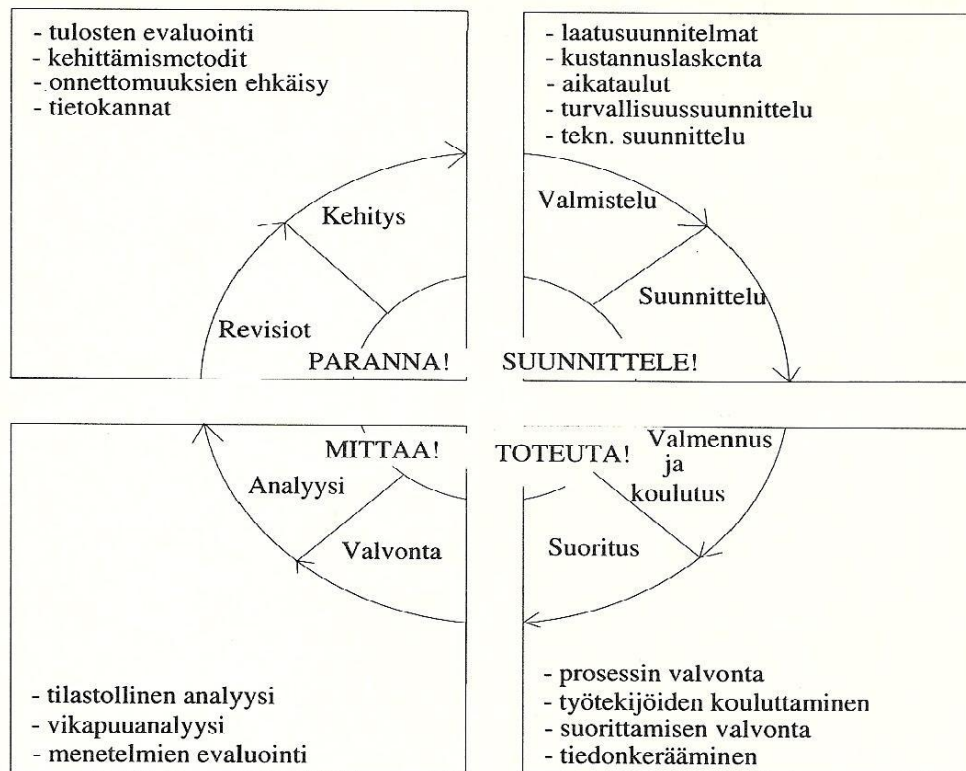 - tulosten evaluointi
- kehittämismetodit
- onnettomuuksien ehkäisy
- tietokannat
Kehitys
Revisiot
PARANNA!
- laatusuunnitelmat
- kustannuslaskenta
- aikataulut
- turvallisuussuunnittelu
- tekn. suunnittelu
Valmistelu
Suunnittelu
SUUNNITTELE!
MITTAA!
Analyysi
Valvonta
- tilastollinen analyysi
- vikapuuanalyysi
- menetelmien evaluointi
TOTEUTA!
Valmennus
ja
koulutus
Suoritus
- prosessin valvonta
- työtekijöiden kouluttaminen
- suorittamisen valvonta
- tiedonkerääminen